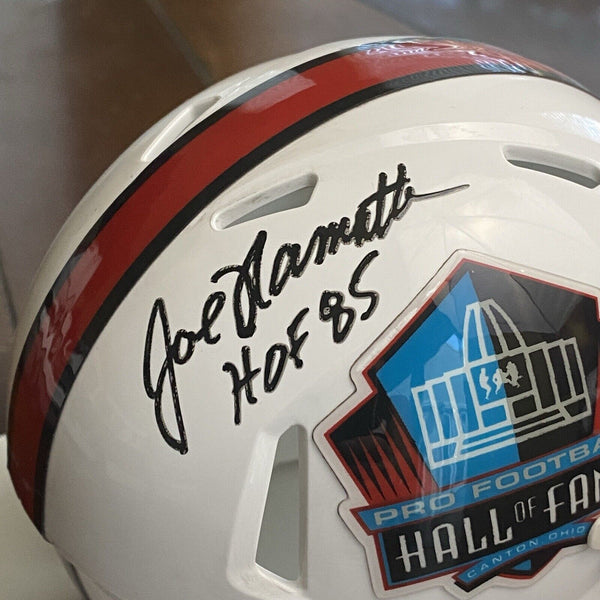 Joe Namath
HOF 85
PRO FOOTBA
HALL OF FAM
CANTON, OHIO